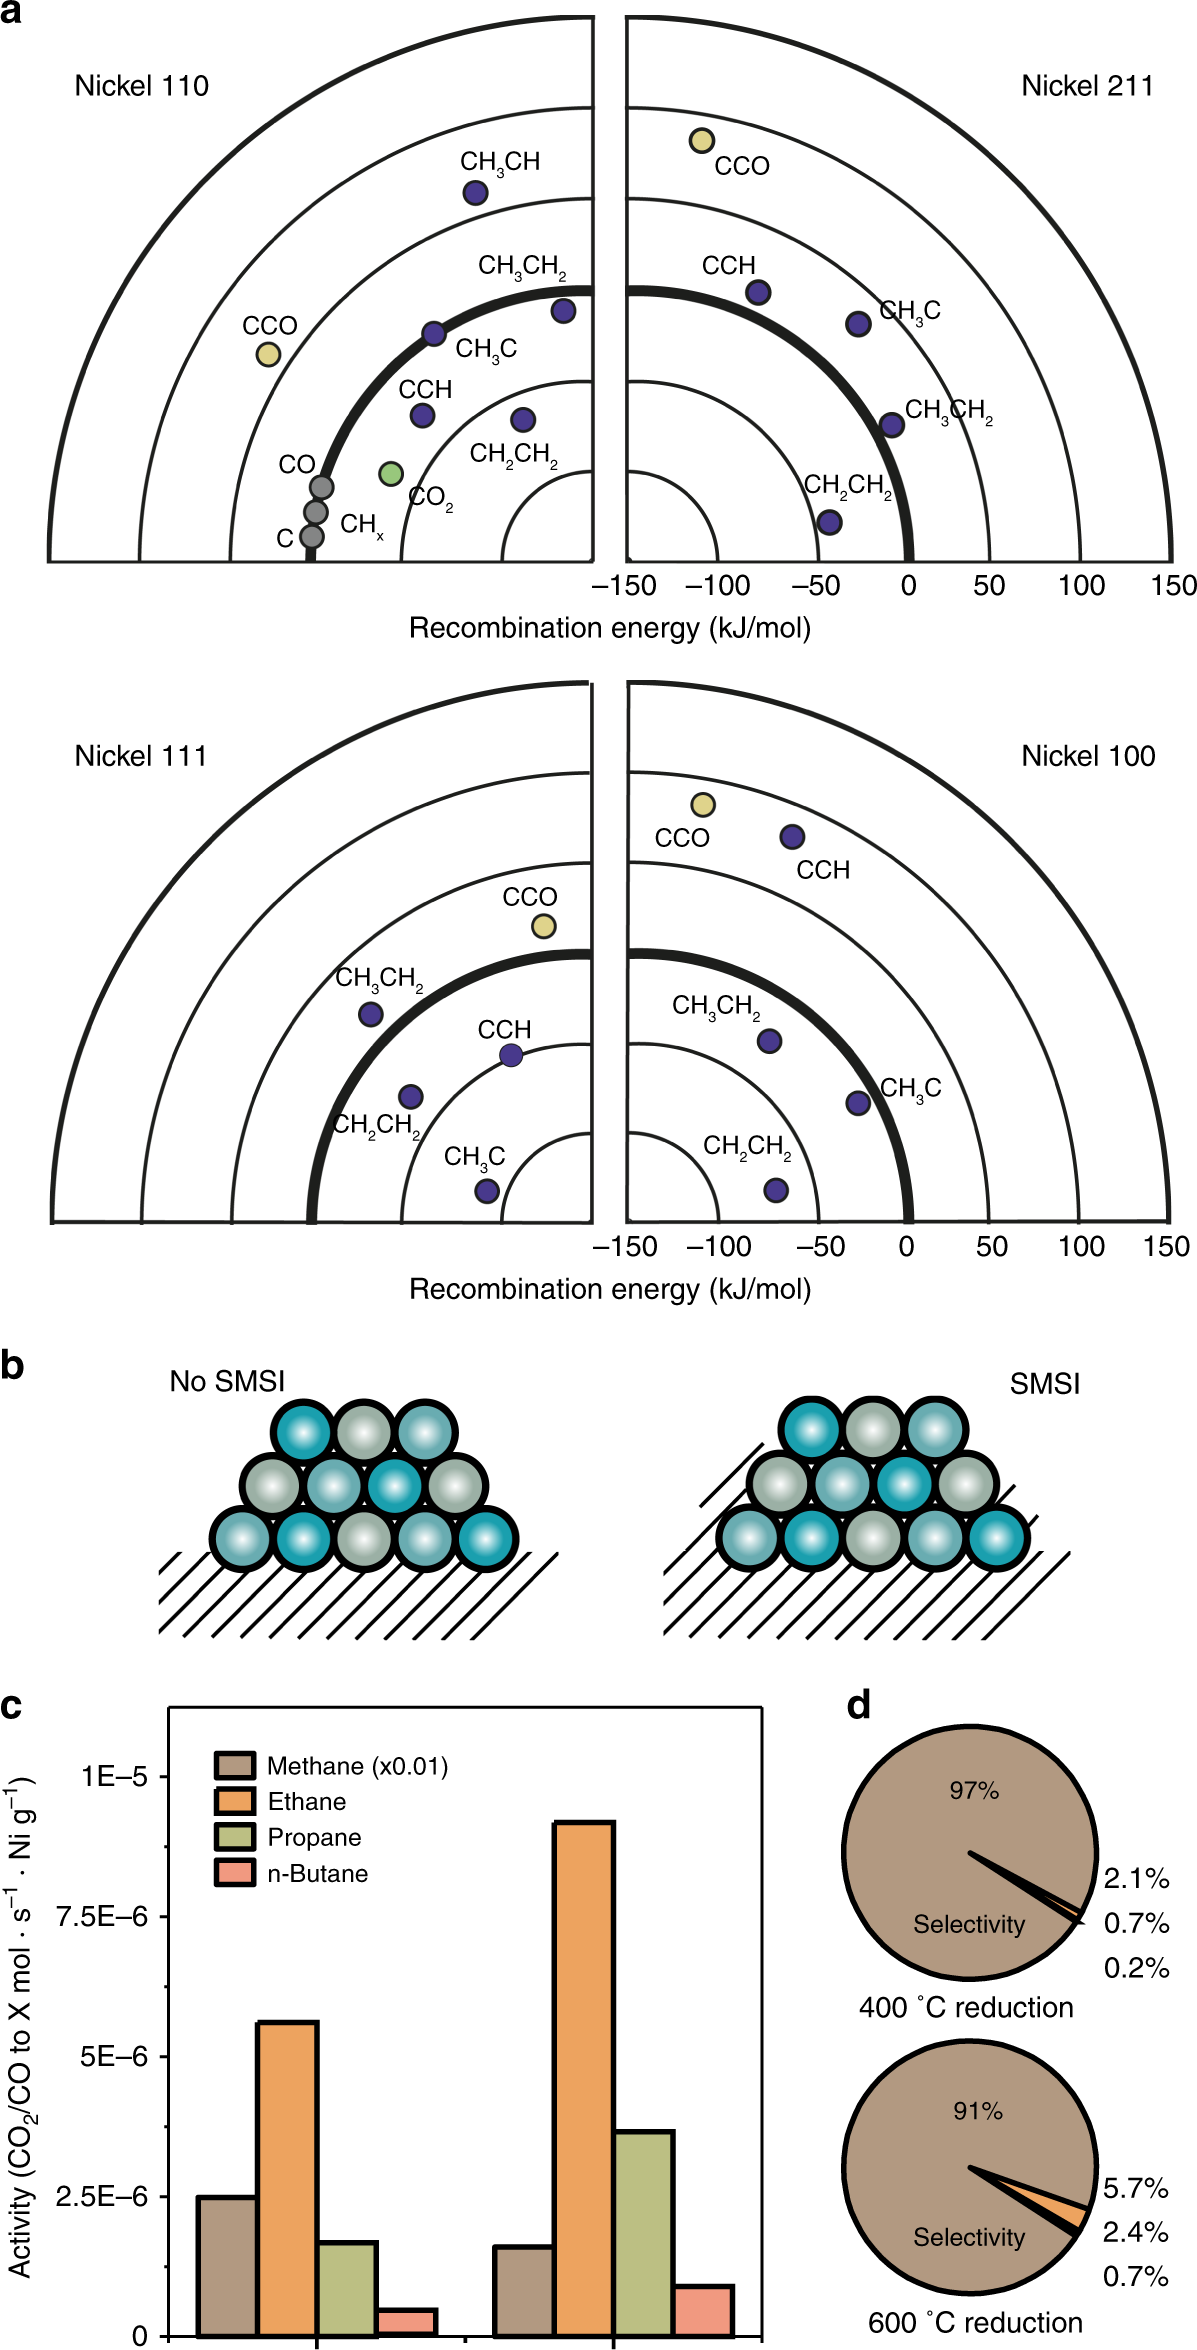 a
Nickel 110
Nickel 211
CH₃CH
CCO
CH₃CH₂
CCH
CH₃C
CCO
CH₃C
CCH
CH₃CH₂
CH₂CH₂
CO
CO₂
CH₂CH₂
CHₓ
C
–150 –100 –50 0 50 100 150
Recombination energy (kJ/mol)
Nickel 111
Nickel 100
CCO
CCH
CCO
CH₃CH₂
CH₃CH₂
CCH
CH₃C
CH₂CH₂
CH₃C
CH₂CH₂
–150 –100 –50 0 50 100 150
Recombination energy (kJ/mol)
b
No SMSI
SMSI
c
Activity (CO₂/CO to X mol · s⁻¹ · Ni g⁻¹)
1E–5
7.5E–6
5E–6
2.5E–6
0
Methane (x0.01)
Ethane
Propane
n-Butane
d
97%
2.1%
0.7%
0.2%
Selectivity
400 °C reduction
91%
5.7%
2.4%
0.7%
Selectivity
600 °C reduction